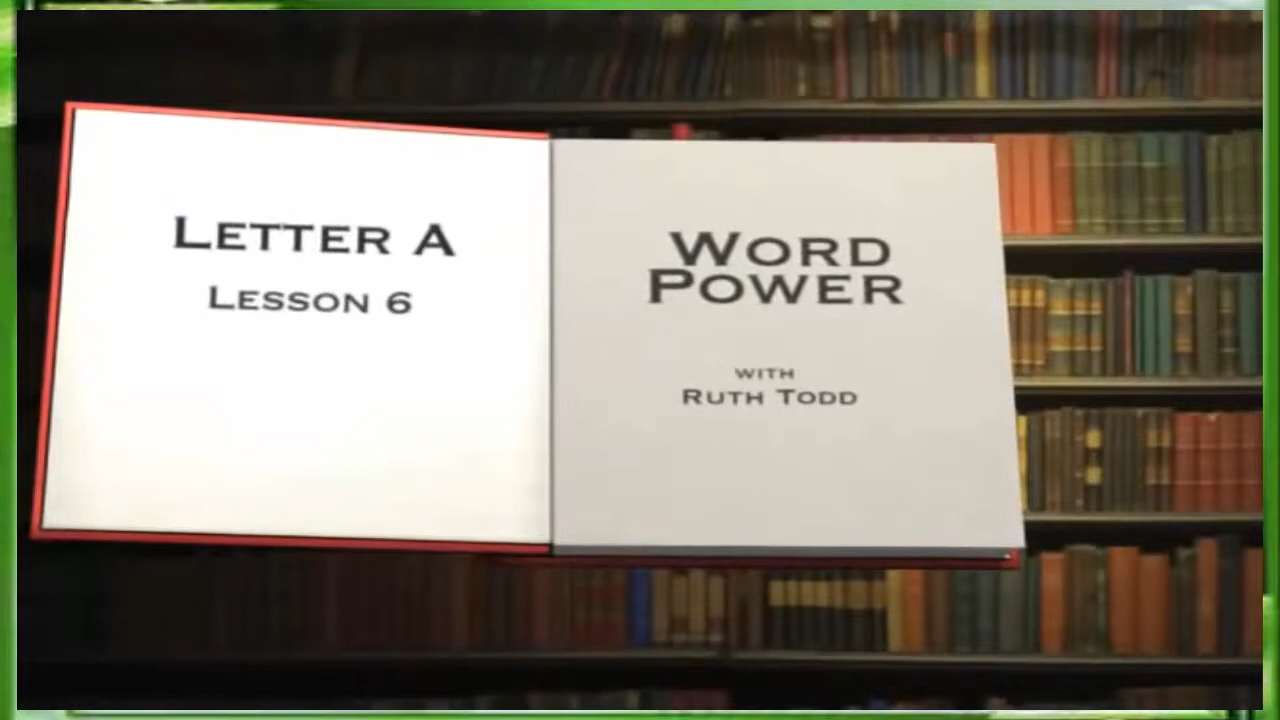 LETTER A
LESSON 6
WORD
POWER
WITH
RUTH TODD